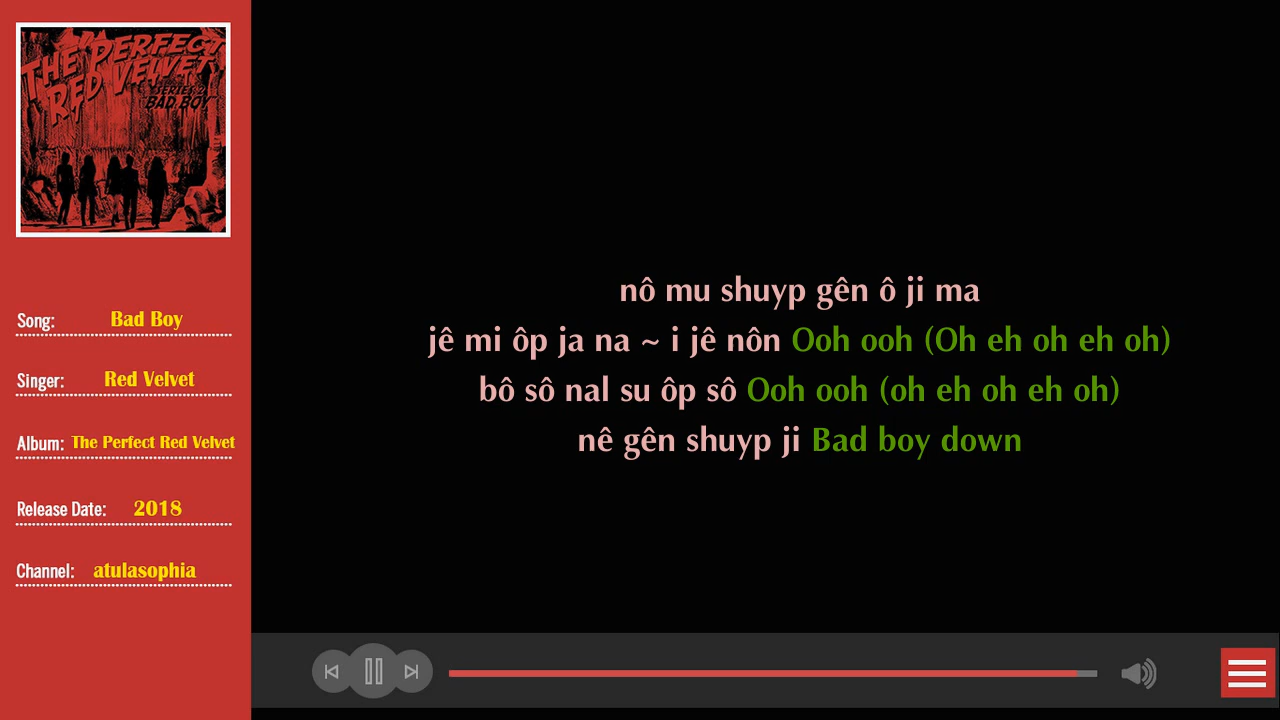 THE PERFECT
RED VELVET
"BAD BOY"
Song: Bad Boy
Singer: Red Velvet
Album: The Perfect Red Velvet
Release Date: 2018
Channel: atulasophia
nô mu shuyp gên ô ji ma
jê mi ôp ja na ~ i jê nôn Ooh ooh (Oh eh oh eh oh)
bô sô nal su ôp sô Ooh ooh (oh eh oh eh oh)
nê gên shuyp ji Bad boy down